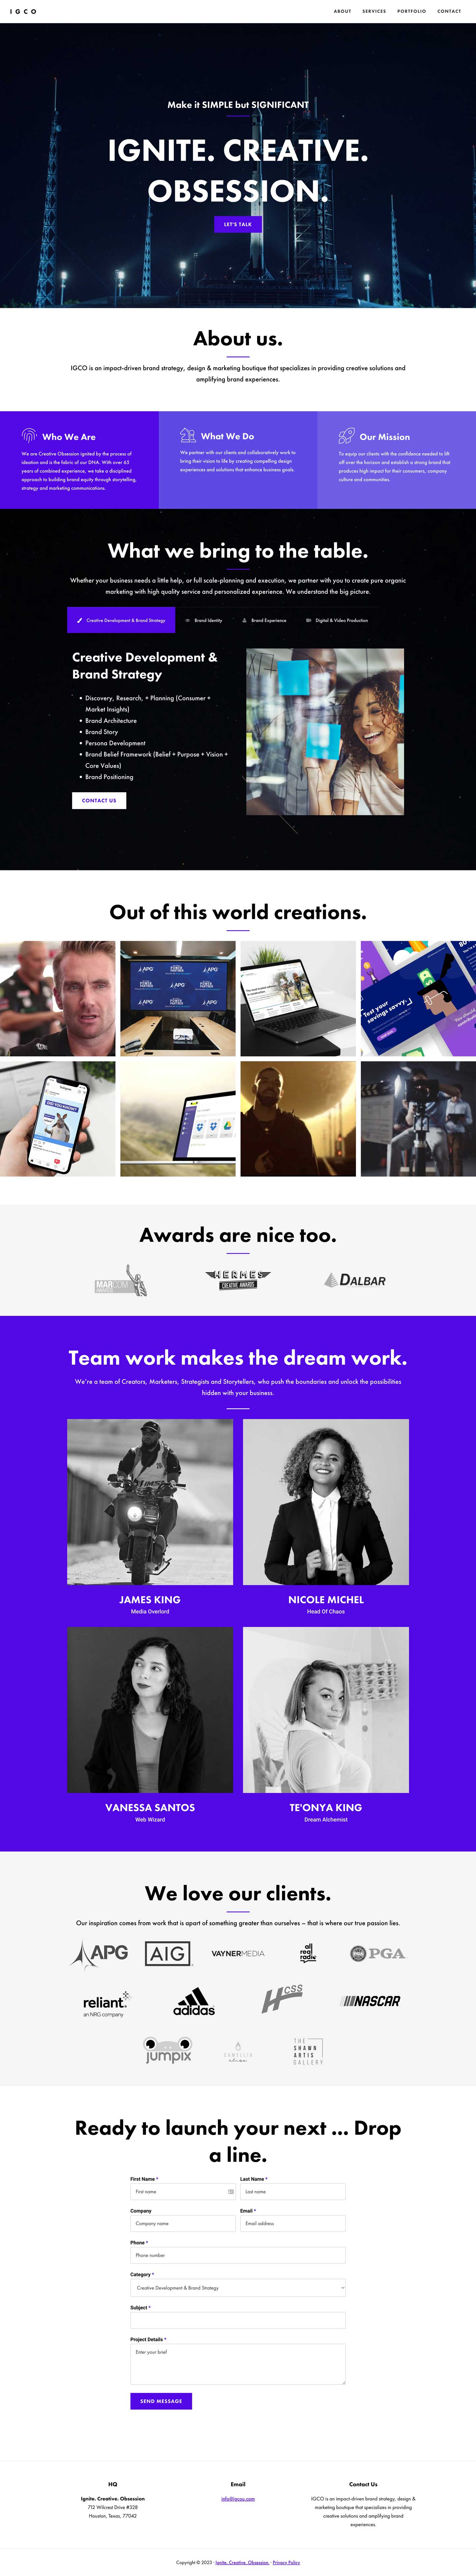 IGCO
ABOUT SERVICES PORTFOLIO CONTACT
Make it SIMPLE but SIGNIFICANT
IGNITE. CREATIVE.
OBSESSION.
LET'S TALK
About us.
IGCO is an impact-driven brand strategy, design & marketing boutique that specializes in providing creative solutions and
amplifying brand experiences.
Who We Are
We are Creative Obsession ignited by the process of
ideation and is the fabric of our DNA. With over 65
years of combined experience, we take a disciplined
approach to building brand equity through storytelling,
strategy and marketing communications.
What We Do
We partner with our clients and collaboratively work to
bring their vision to life by creating compelling design
experiences and solutions that enhance business goals.
Our Mission
To equip our clients with the confidence needed to lift
off over the horizon and establish a strong brand that
produces high impact for their consumers, company
culture and communities.
What we bring to the table.
Whether your business needs a little help, or full scale-planning and execution, we partner with you to create pure organic
marketing with high quality service and personalized experience. We understand the big picture.
Creative Development & Brand Strategy Brand Identity Brand Experience Digital & Video Production
Creative Development &
Brand Strategy
Discovery, Research, + Planning (Consumer +
Market Insights)
Brand Architecture
Brand Story
Persona Development
Brand Belief Framework (Belief + Purpose + Vision +
Core Values)
Brand Positioning
CONTACT US
Out of this world creations.
APG
APG
APG
DID YOU KNOW?
Test your
savings savvy
Awards are nice too.
MARCOM
AWARDS
HERMES
CREATIVE AWARDS
DALBAR
Team work makes the dream work.
We're a team of Creators, Marketers, Strategists and Storytellers, who push the boundaries and unlock the possibilities
hidden with your business.
JAMES KING
Media Overlord
NICOLE MICHEL
Head Of Chaos
VANESSA SANTOS
Web Wizard
TE'ONYA KING
Dream Alchemist
We love our clients.
Our inspiration comes from work that is apart of something greater than ourselves – that is where our true passion lies.
APG
AIG
VAYNERMEDIA
all
real
radio
PGA
reliant
an NRG company
adidas
HCSS
NASCAR
jumpix
CAMELLIA
alise
THE
SHAWN
ARTIS
GALLERY
Ready to launch your next ... Drop
a line.
First Name *
Last Name *
First name
Last name
Company
Email *
Company name
Email address
Phone *
Phone number
Category *
Creative Development & Brand Strategy
Subject *
Project Details *
Enter your brief
SEND MESSAGE
HQ
Ignite. Creative. Obsession
712 Wilcrest Drive #328
Houston, Texas, 77042
Email
info@igcou.com
Contact Us
IGCO is an impact-driven brand strategy, design &
marketing boutique that specializes in providing
creative solutions and amplifying brand
experiences.
Copyright © 2023 - Ignite. Creative. Obsession. - Privacy Policy